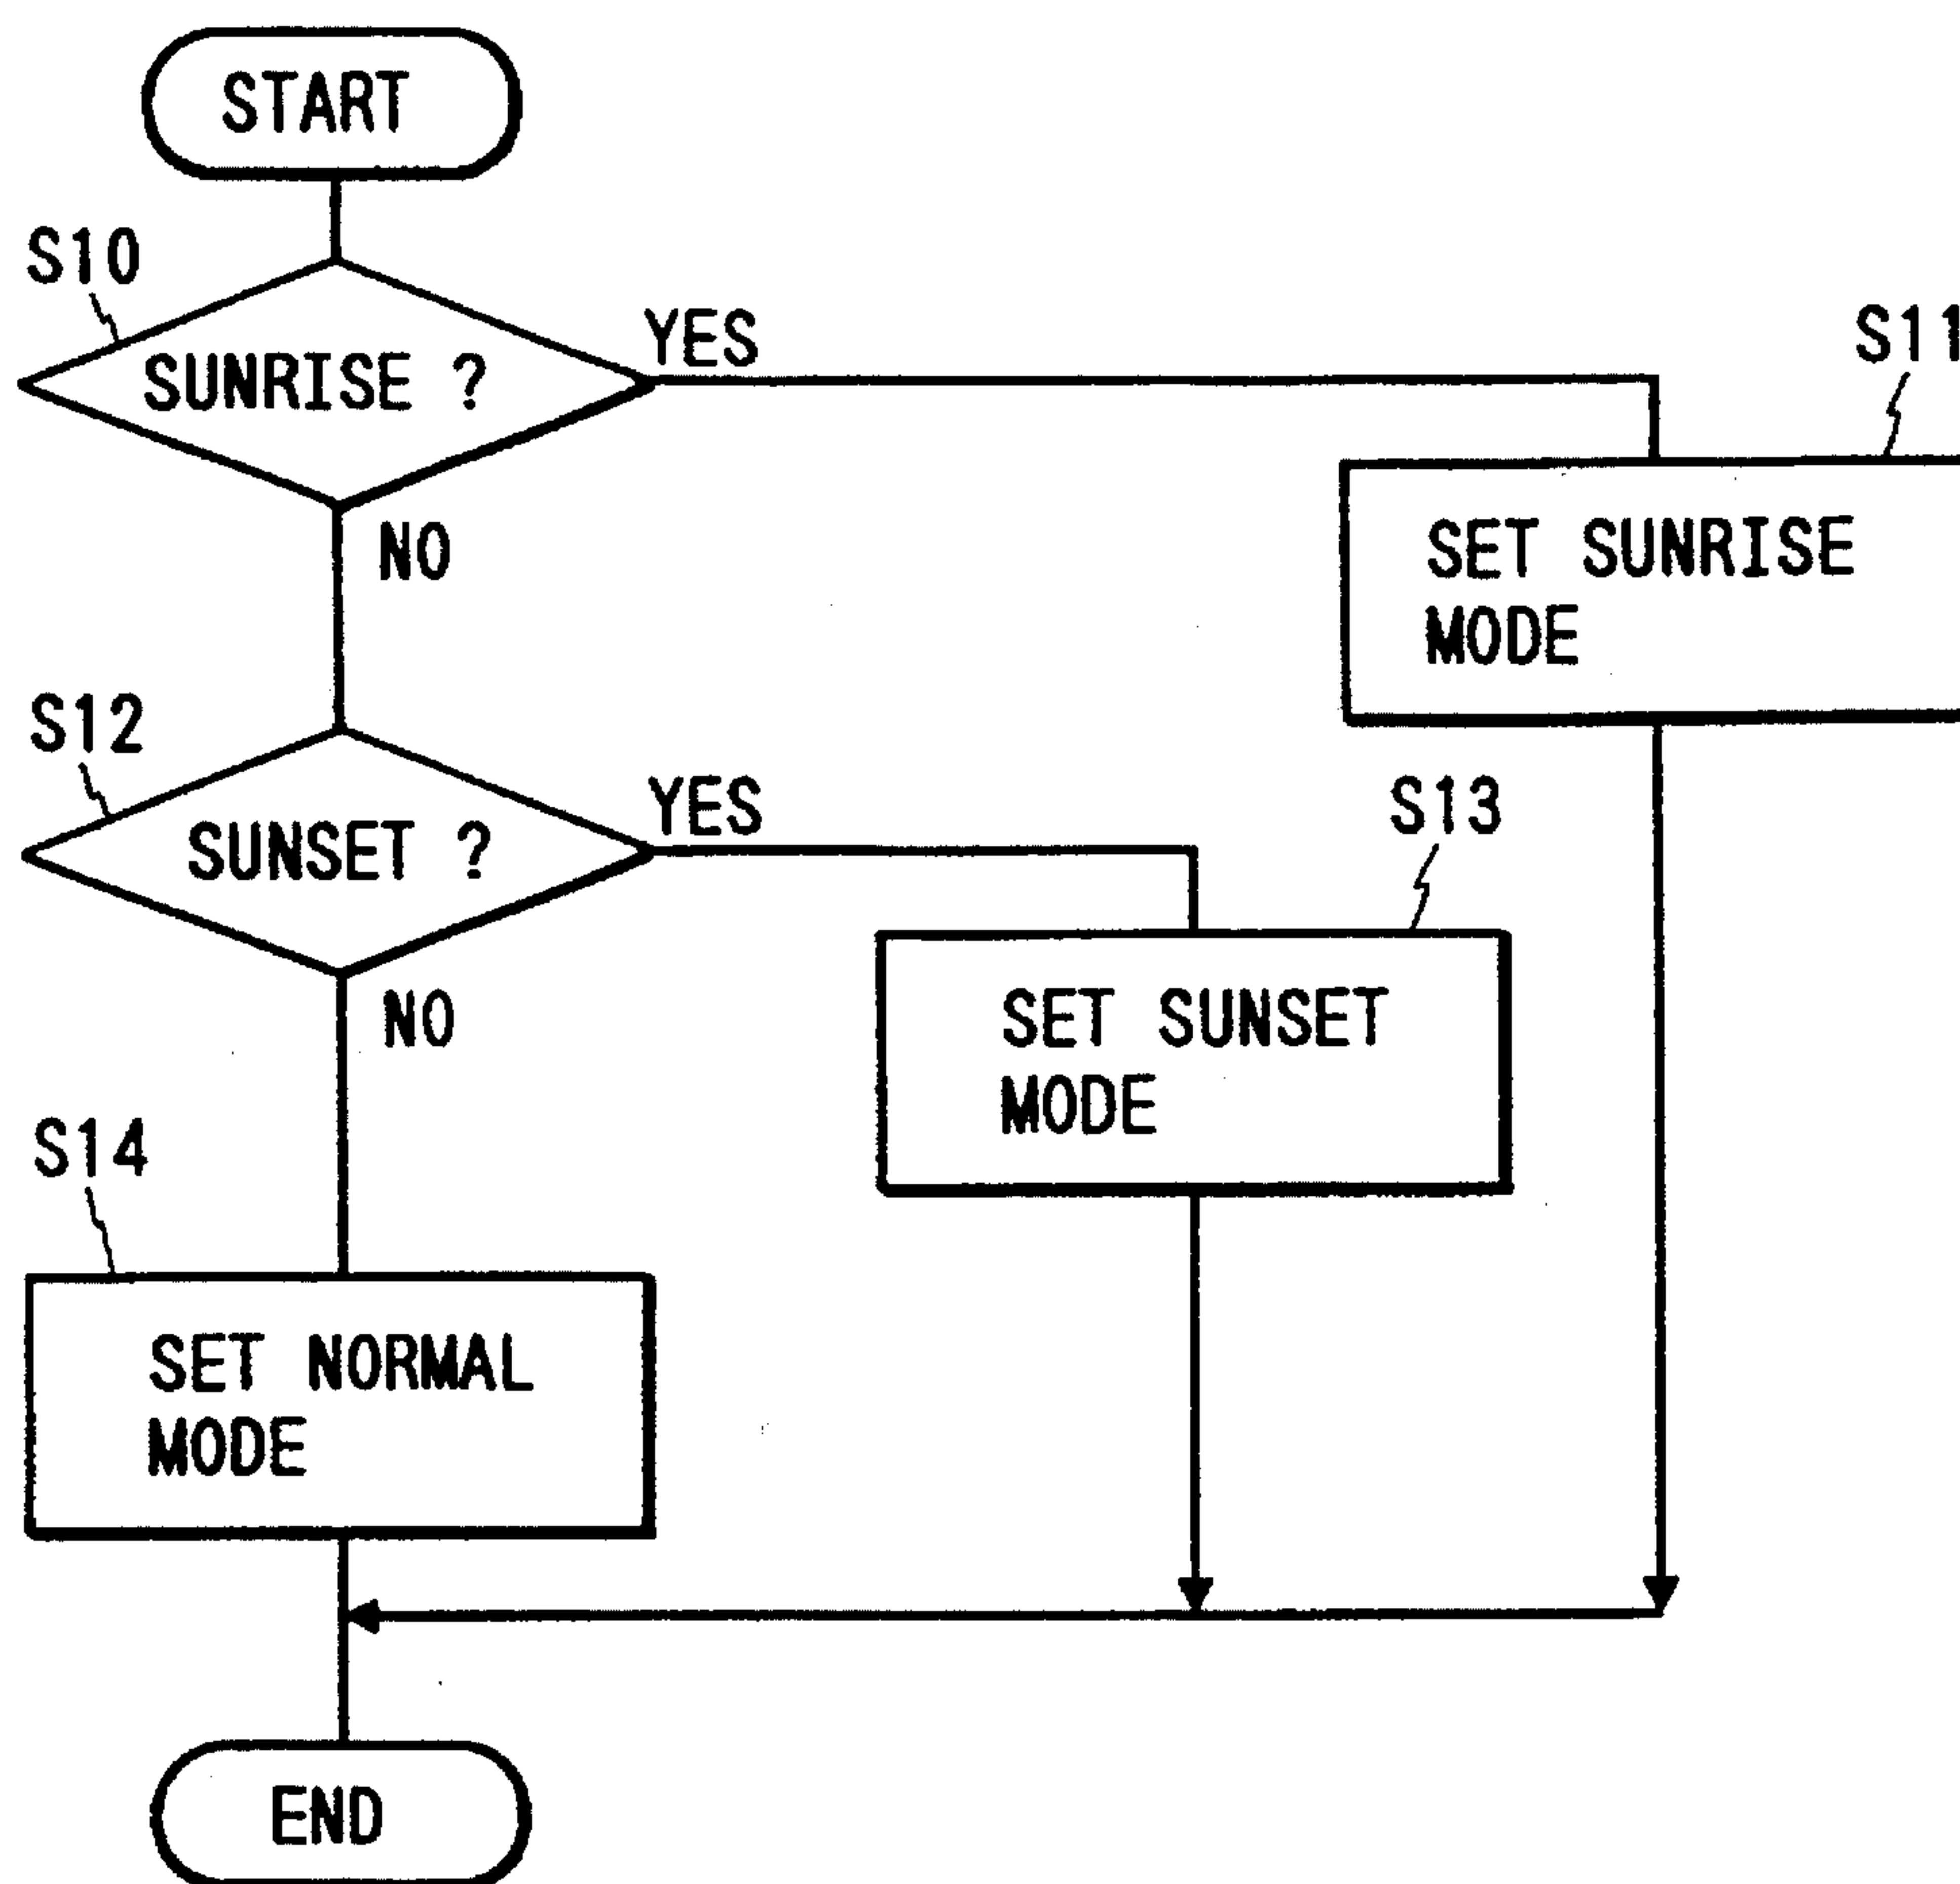 START
S10
SUNRISE ?
YES
S11
SET SUNRISE
MODE
NO
S12
SUNSET ?
YES
S13
SET SUNSET
MODE
NO
S14
SET NORMAL
MODE
END